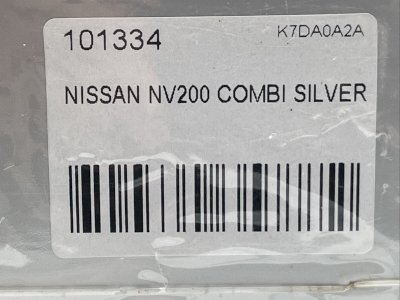 101334 K7DA0A2A
NISSAN NV200 COMBI SILVER